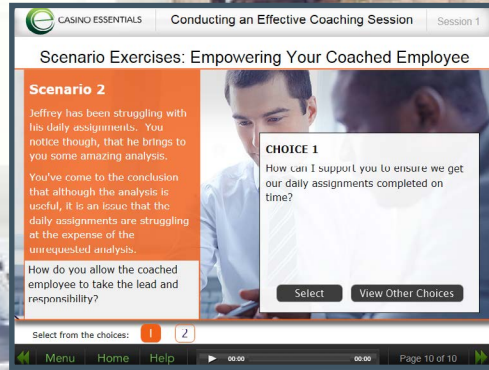 CASINO ESSENTIALS
Conducting an Effective Coaching Session
Session 1
Scenario Exercises: Empowering Your Coached Employee
Scenario 2
Jeffrey has been struggling with
his daily assignments. You
notice though, that he brings to
you some amazing analysis.
You've come to the conclusion
that although the analysis is
useful, it is an issue that the
daily assignments are struggling
at the expense of the
unrequested analysis.
How do you allow the coached
employee to take the lead and
responsibility?
CHOICE 1
How can I support you to ensure we get
our daily assignments completed on
time?
Select
View Other Choices
Select from the choices:
1
2
Menu
Home
Help
00:00
00:00
Page 10 of 10